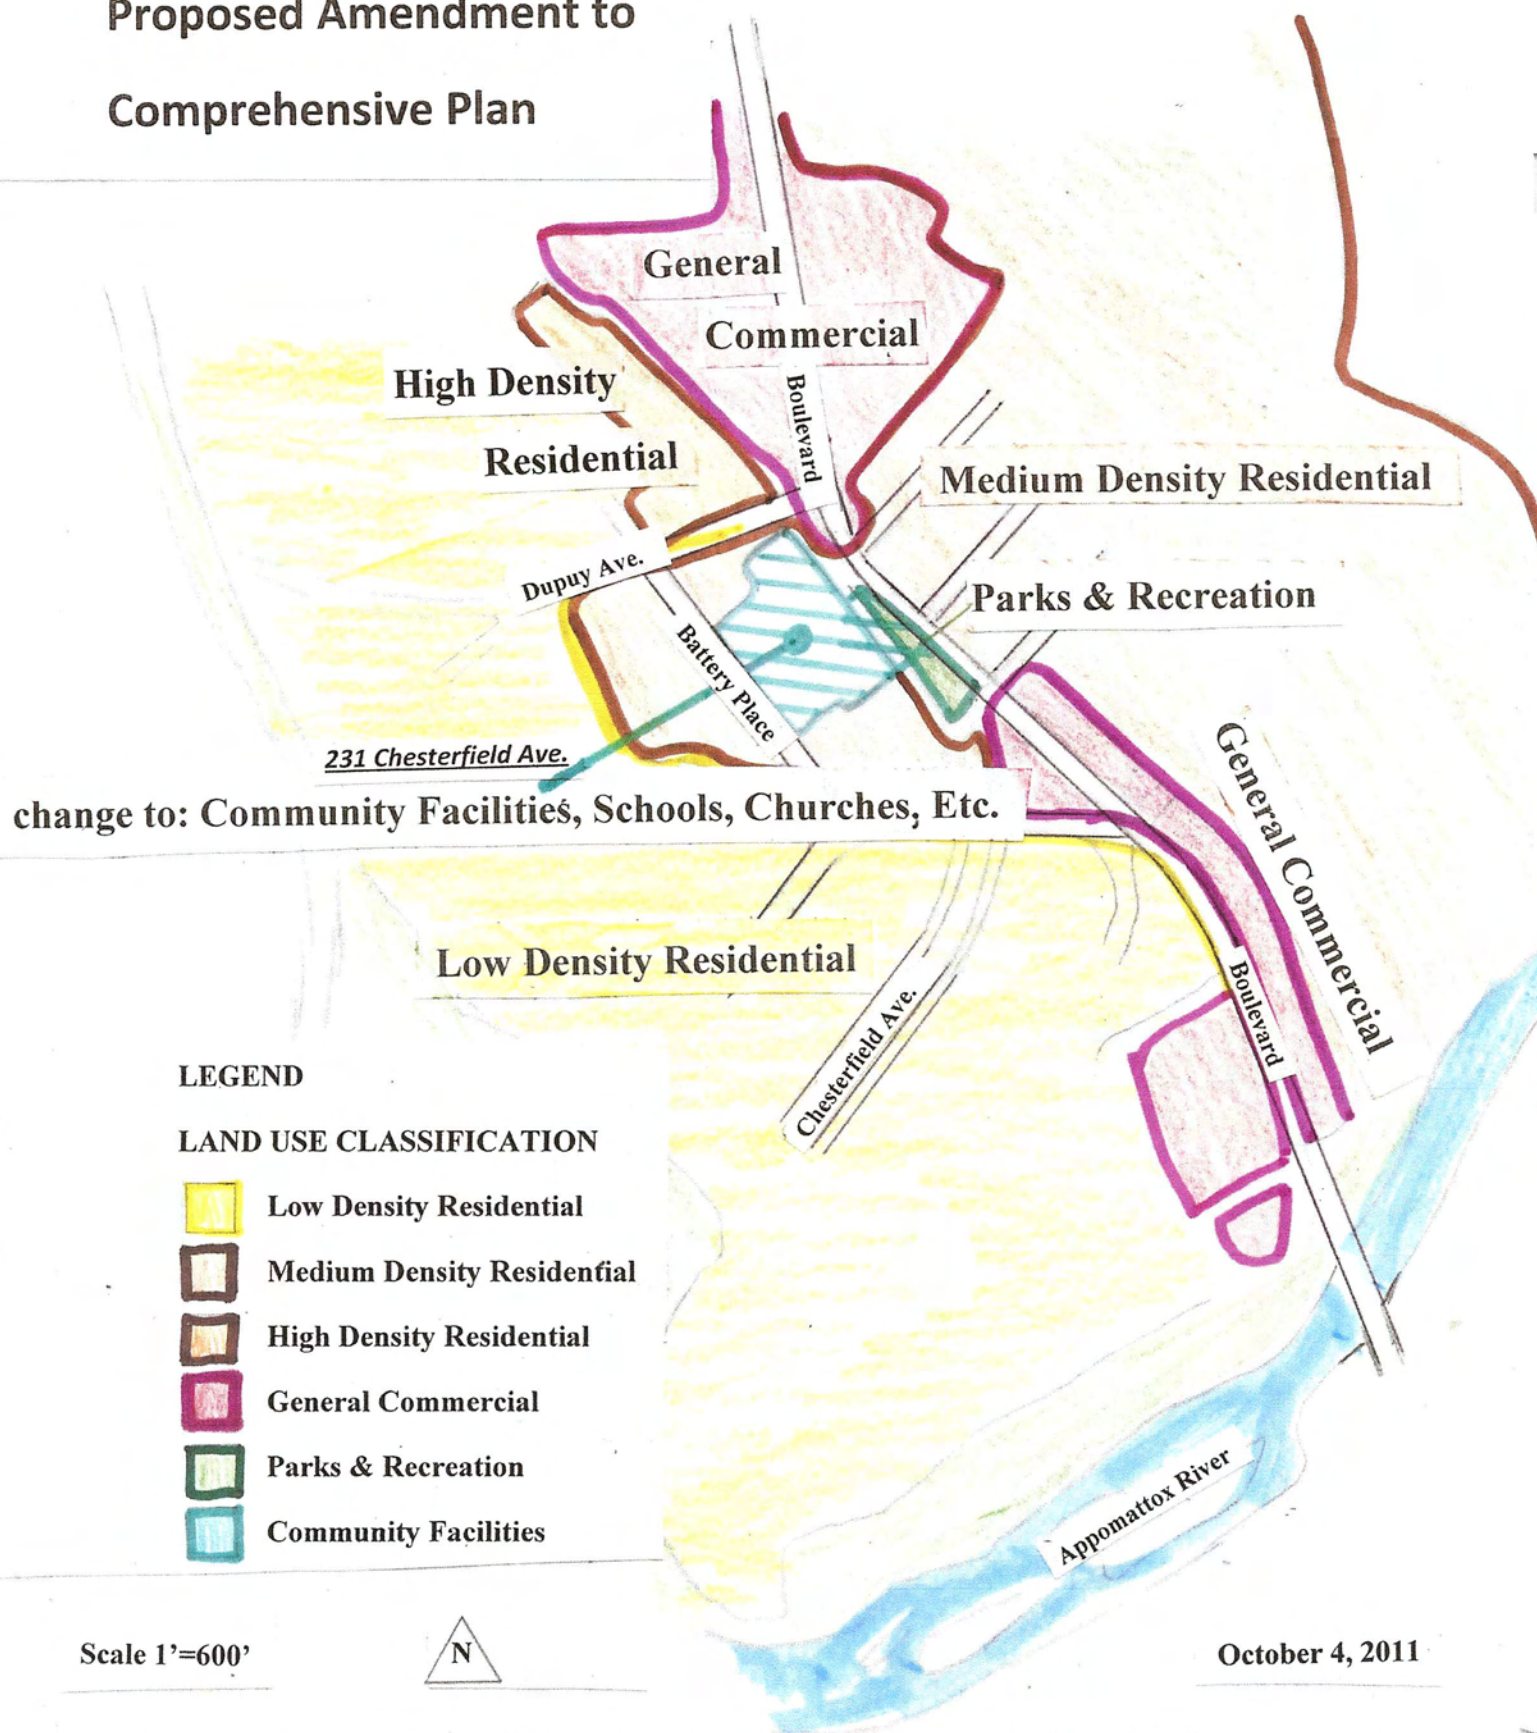 Proposed Amendment to
Comprehensive Plan
General
Commercial
Boulevard
High Density
Residential
Medium Density Residential
Dupuy Ave.
Parks & Recreation
Battery Place
231 Chesterfield Ave.
change to: Community Facilities, Schools, Churches, Etc.
General Commercial
Low Density Residential
Boulevard
Chesterfield Ave.
LEGEND
LAND USE CLASSIFICATION
Low Density Residential
Medium Density Residential
High Density Residential
General Commercial
Parks & Recreation
Community Facilities
Appomattox River
Scale 1’=600’
N
October 4, 2011